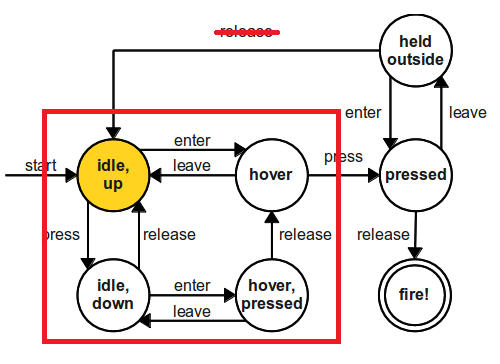 release
held
outside
enter
leave
enter
start
idle,
up
leave
hover
press
pressed
press
release
release
release
idle,
down
enter
leave
hover,
pressed
fire!